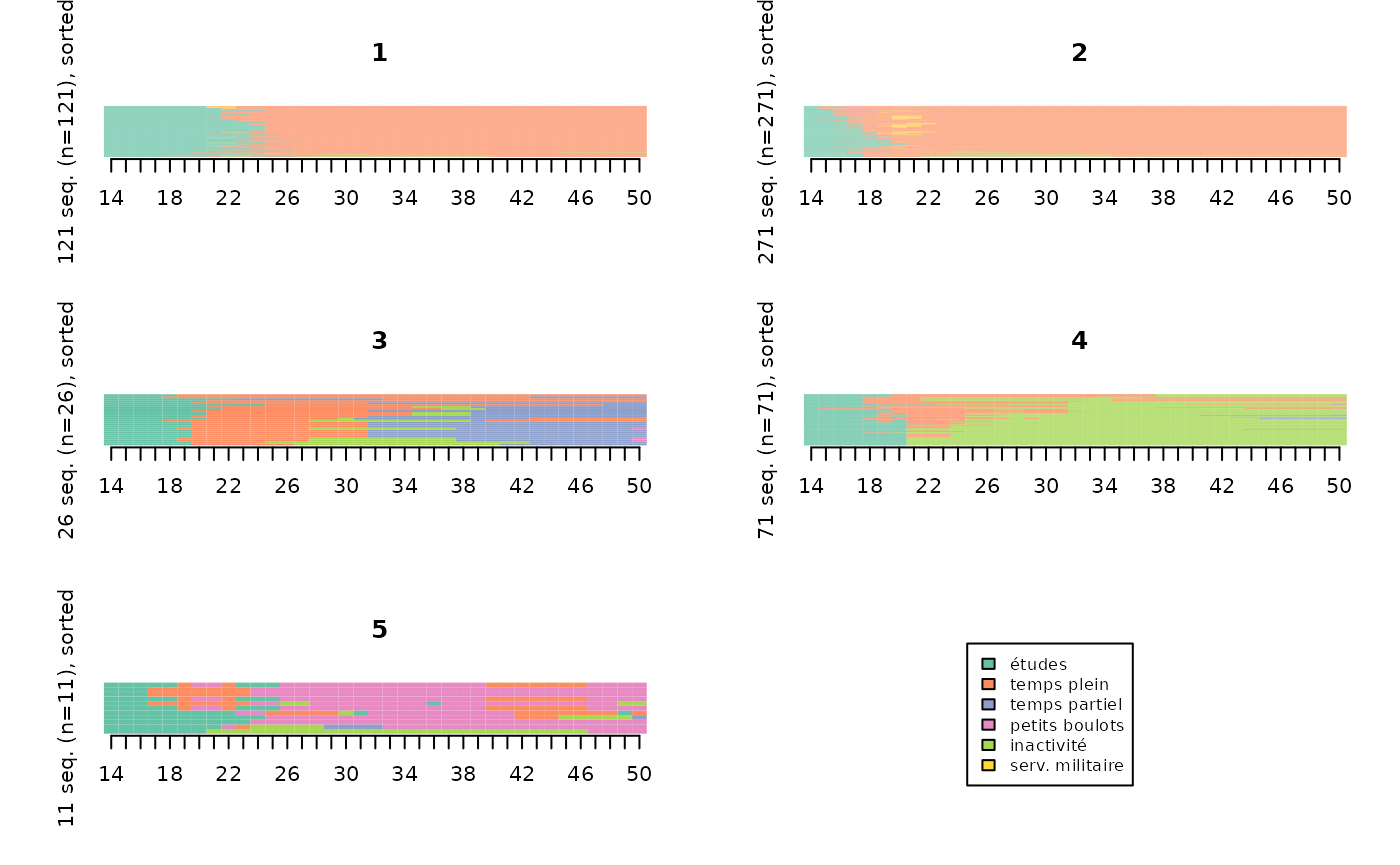 1
121 seq. (n=121), sorted
14 18 22 26 30 34 38 42 46 50
2
271 seq. (n=271), sorted
14 18 22 26 30 34 38 42 46 50
3
26 seq. (n=26), sorted
14 18 22 26 30 34 38 42 46 50
4
71 seq. (n=71), sorted
14 18 22 26 30 34 38 42 46 50
5
11 seq. (n=11), sorted
14 18 22 26 30 34 38 42 46 50
études
temps plein
temps partiel
petits boulots
inactivité
serv. militaire